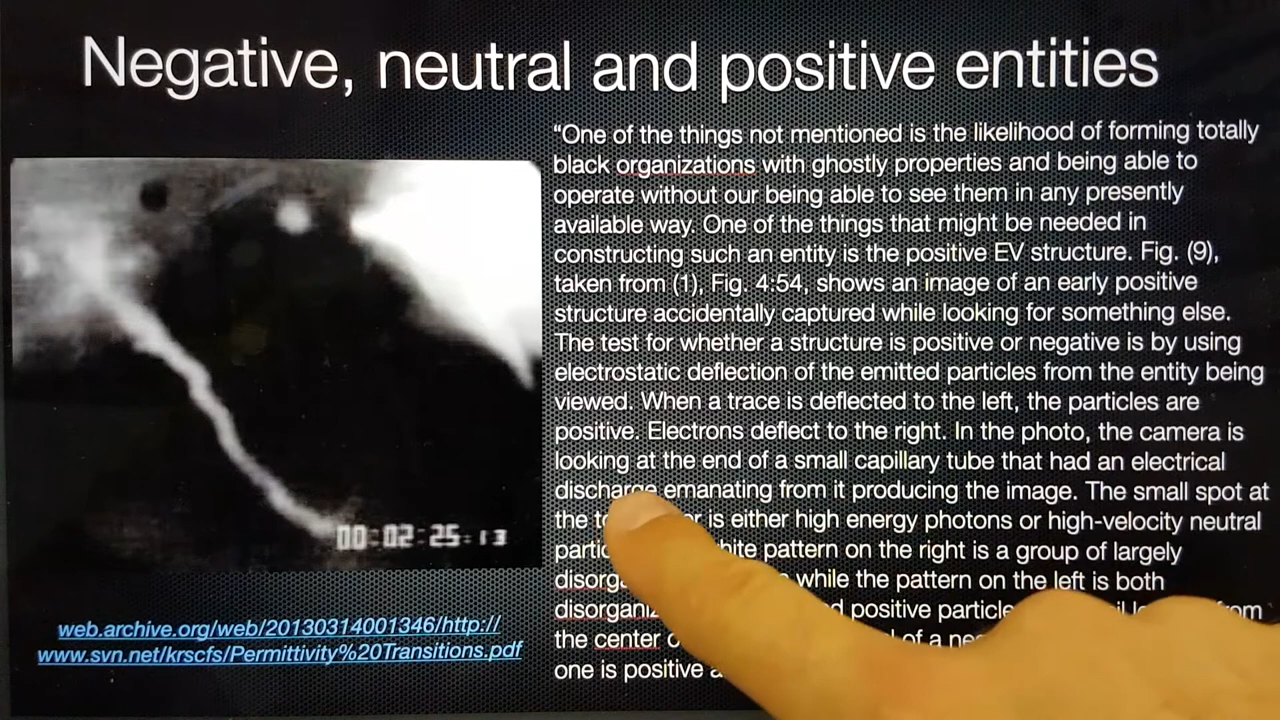 Negative, neutral and positive entities
“One of the things not mentioned is the likelihood of forming totally
black organizations with ghostly properties and being able to
operate without our being able to see them in any presently
available way. One of the things that might be needed in
constructing such an entity is the positive EV structure. Fig. (9),
taken from (1), Fig. 4:54, shows an image of an early positive
structure accidentally captured while looking for something else.
The test for whether a structure is positive or negative is by using
electrostatic deflection of the emitted particles from the entity being
viewed. When a trace is deflected to the left, the particles are
positive. Electrons deflect to the right. In the photo, the camera is
looking at the end of a small capillary tube that had an electrical
discharge emanating from it producing the image. The small spot at
the is either high energy photons or high-velocity neutral
pattern on the right is a group of largely
while the pattern on the left is both
positive
the center of a
one is positive
00:02:25:13
web.archive.org/web/20130314001346/http://
www.svn.net/krscfs/Permittivity%20Transitions.pdf